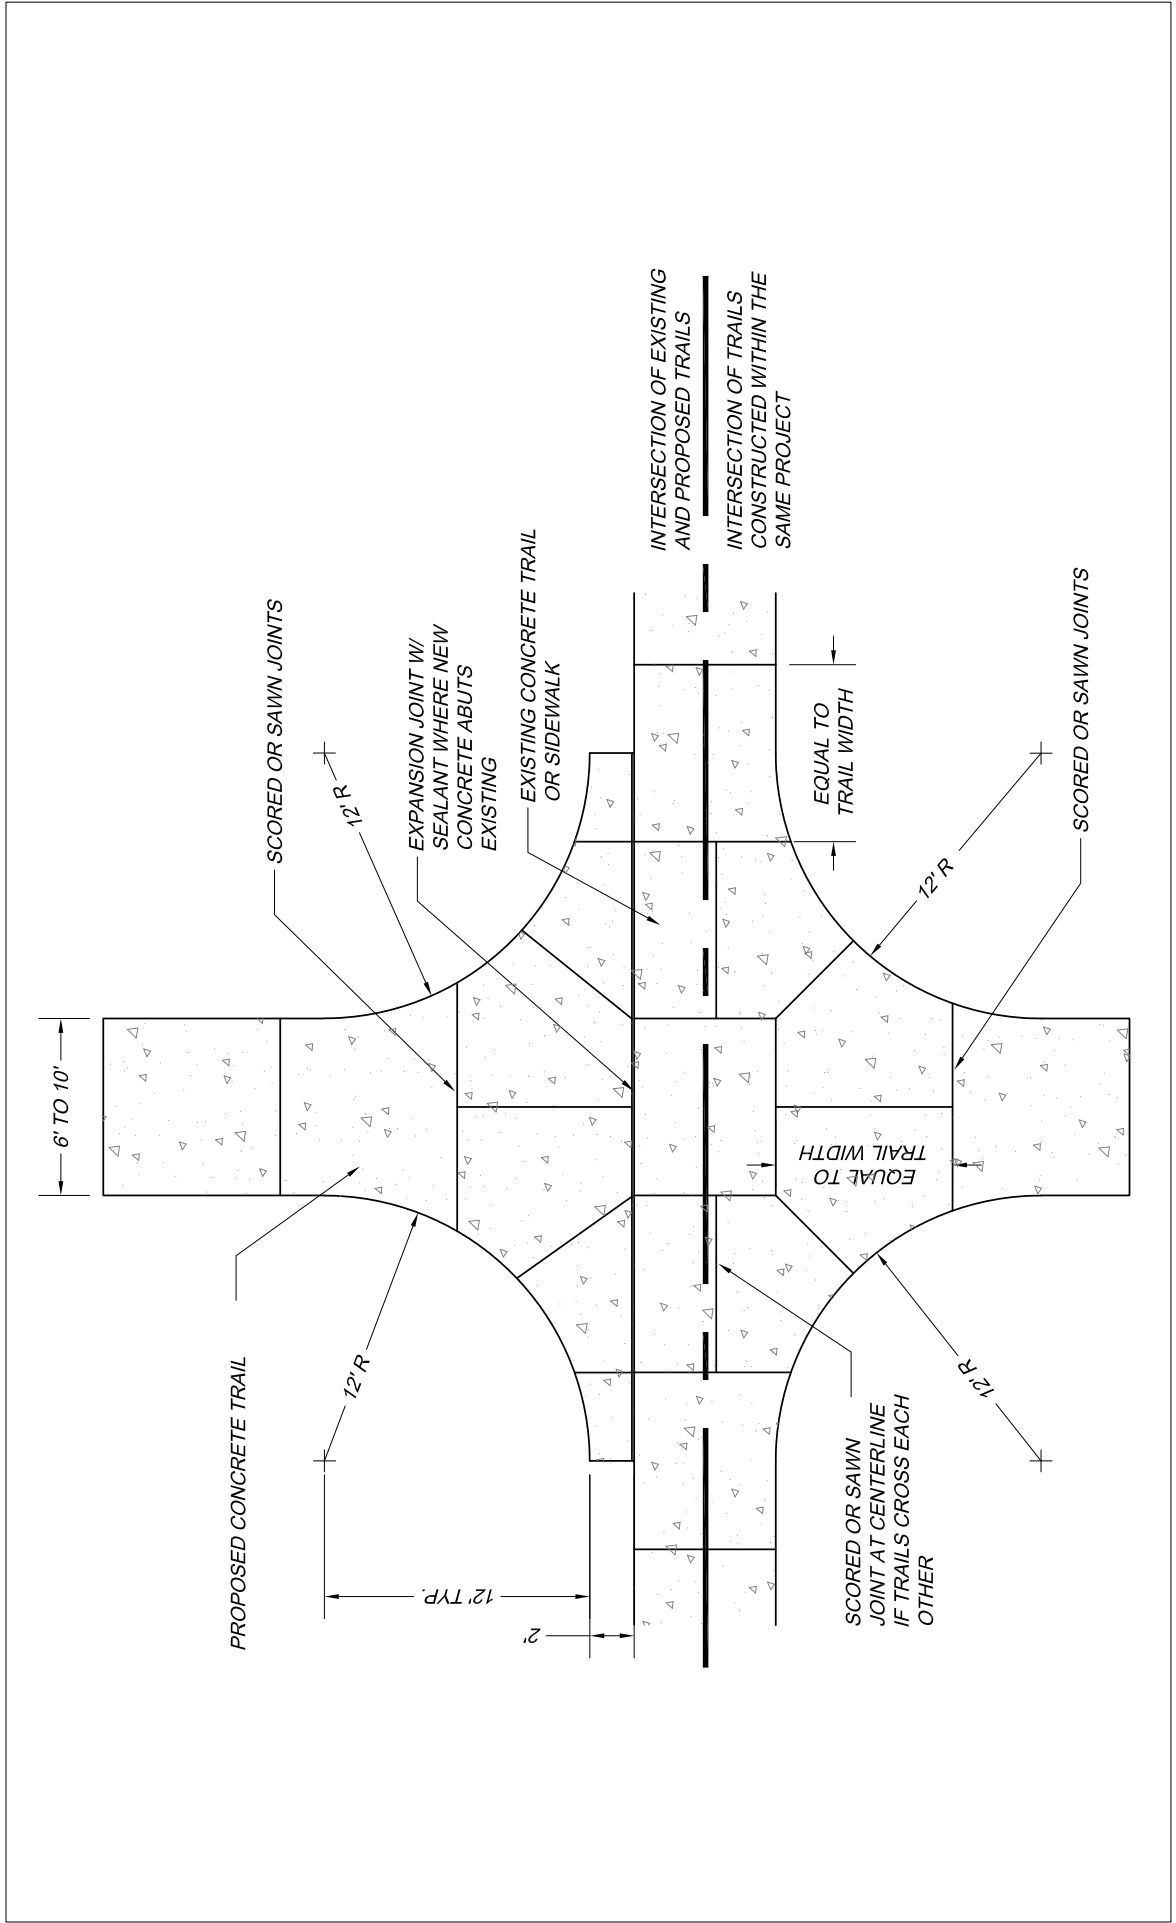 6' TO 10'
PROPOSED CONCRETE TRAIL
SCORED OR SAWN JOINTS
12' R
12' R
EXPANSION JOINT W/
SEALANT WHERE NEW
CONCRETE ABUTS
EXISTING
12' TYP.
EXISTING CONCRETE TRAIL
OR SIDEWALK
2'
INTERSECTION OF EXISTING
AND PROPOSED TRAILS
INTERSECTION OF TRAILS
CONSTRUCTED WITHIN THE
SAME PROJECT
EQUAL TO
TRAIL WIDTH
EQUAL TO
TRAIL WIDTH
SCORED OR SAWN
JOINT AT CENTERLINE
IF TRAILS CROSS EACH
OTHER
12' R
12' R
SCORED OR SAWN JOINTS